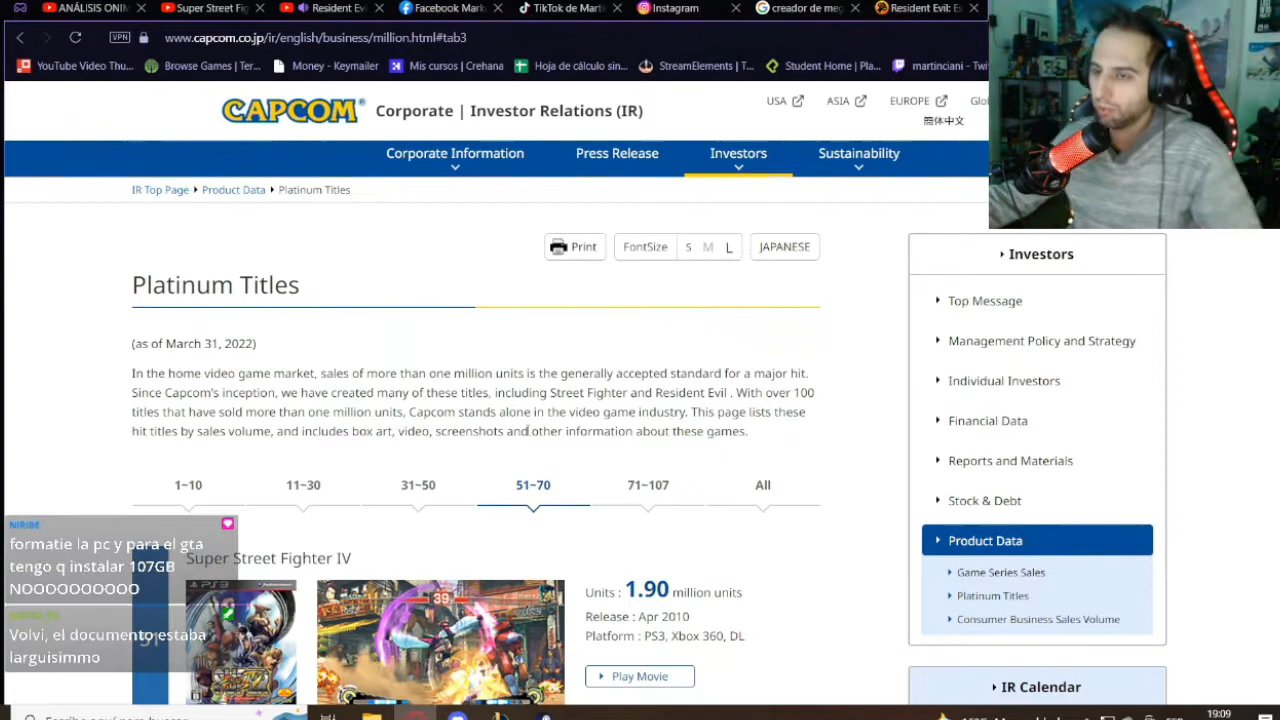 ANÁLISIS ONIN
Super Street Fig
Resident Evil
Facebook Mark
TikTok de Marti
Instagram
creador de meg
Resident Evil: Es
VPN
www.capcom.co.jp/ir/english/business/million.html#tab3
YouTube Video Thu...
Browse Games | Ter...
Money - Keymailer
Mis cursos | Crehana
Hoja de cálculo sin...
StreamElements | T...
Student Home | Pla...
martinciani - Twi
CAPCOM
Corporate | Investor Relations (IR)
USA
ASIA
EUROPE
Glo
簡体中文
Corporate Information
Press Release
Investors
Sustainability
IR Top Page
Product Data
Platinum Titles
Print
FontSize
S
M
L
JAPANESE
Platinum Titles
(as of March 31, 2022)
In the home video game market, sales of more than one million units is the generally accepted standard for a major hit.
Since Capcom's inception, we have created many of these titles, including Street Fighter and Resident Evil . With over 100
titles that have sold more than one million units, Capcom stands alone in the video game industry. This page lists these
hit titles by sales volume, and includes box art, video, screenshots and other information about these games.
1~10
11~30
31~50
51~70
71~107
All
Super Street Fighter IV
PS3
39
Units : 1.90 million units
Release : Apr 2010
Platform : PS3, Xbox 360, DL
Play Movie
Investors
Top Message
Management Policy and Strategy
Individual Investors
Financial Data
Reports and Materials
Stock & Debt
Product Data
Game Series Sales
Platinum Titles
Consumer Business Sales Volume
IR Calendar
NIRIBE
formatie la pc y para el gta
tengo q instalar 107GB
NOOOOOOOOOO
Volvi, el documento estaba
larguisimmo
19:09